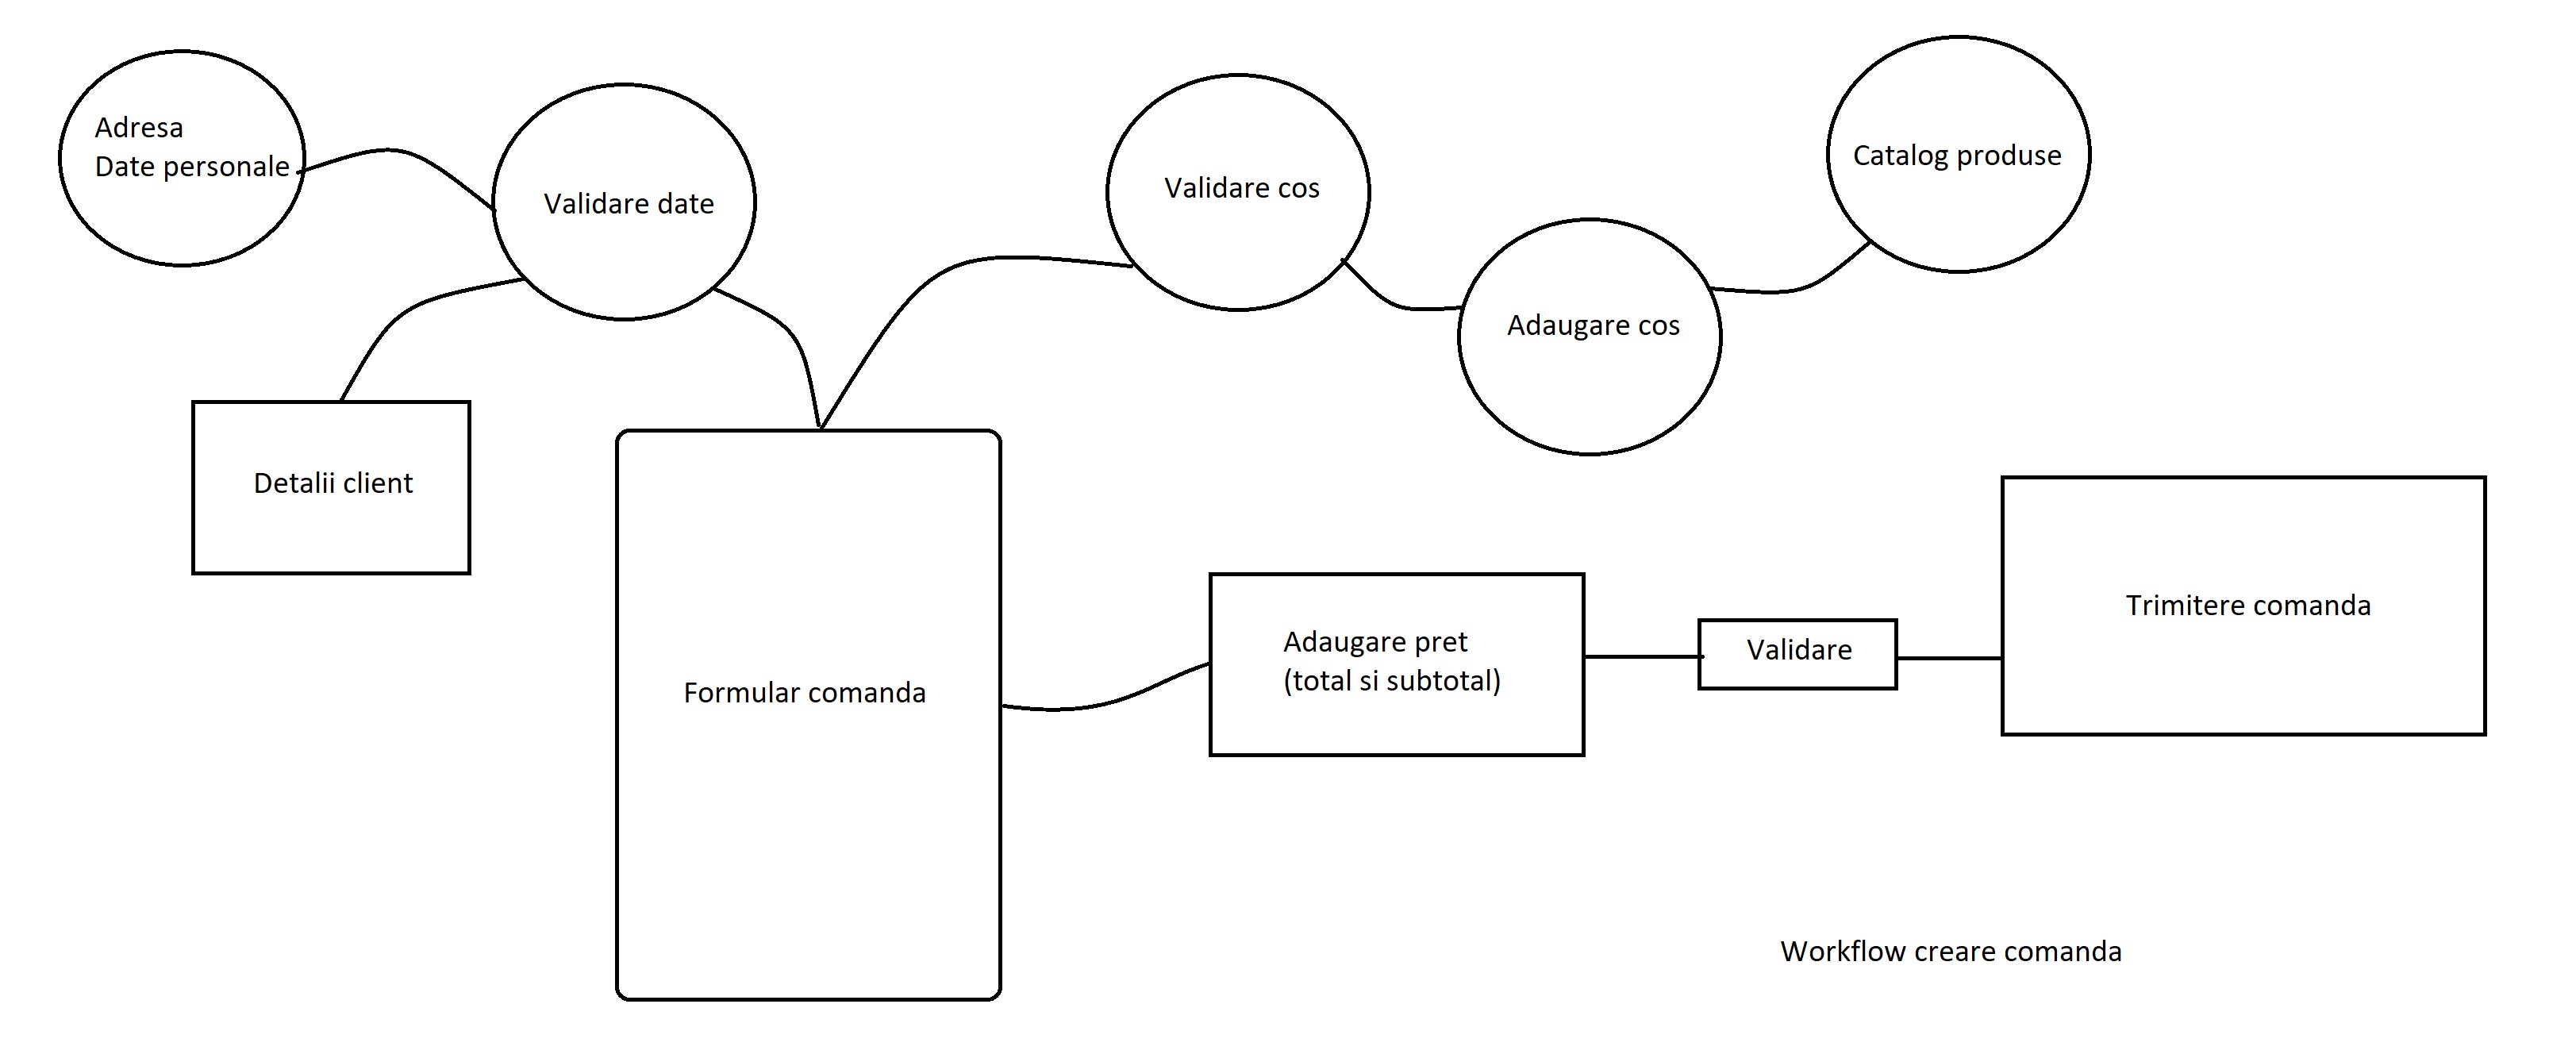 Adresa
Date personale
Validare date
Validare cos
Catalog produse
Adaugare cos
Detalii client
Formular comanda
Adaugare pret
(total si subtotal)
Validare
Trimitere comanda
Workflow creare comanda